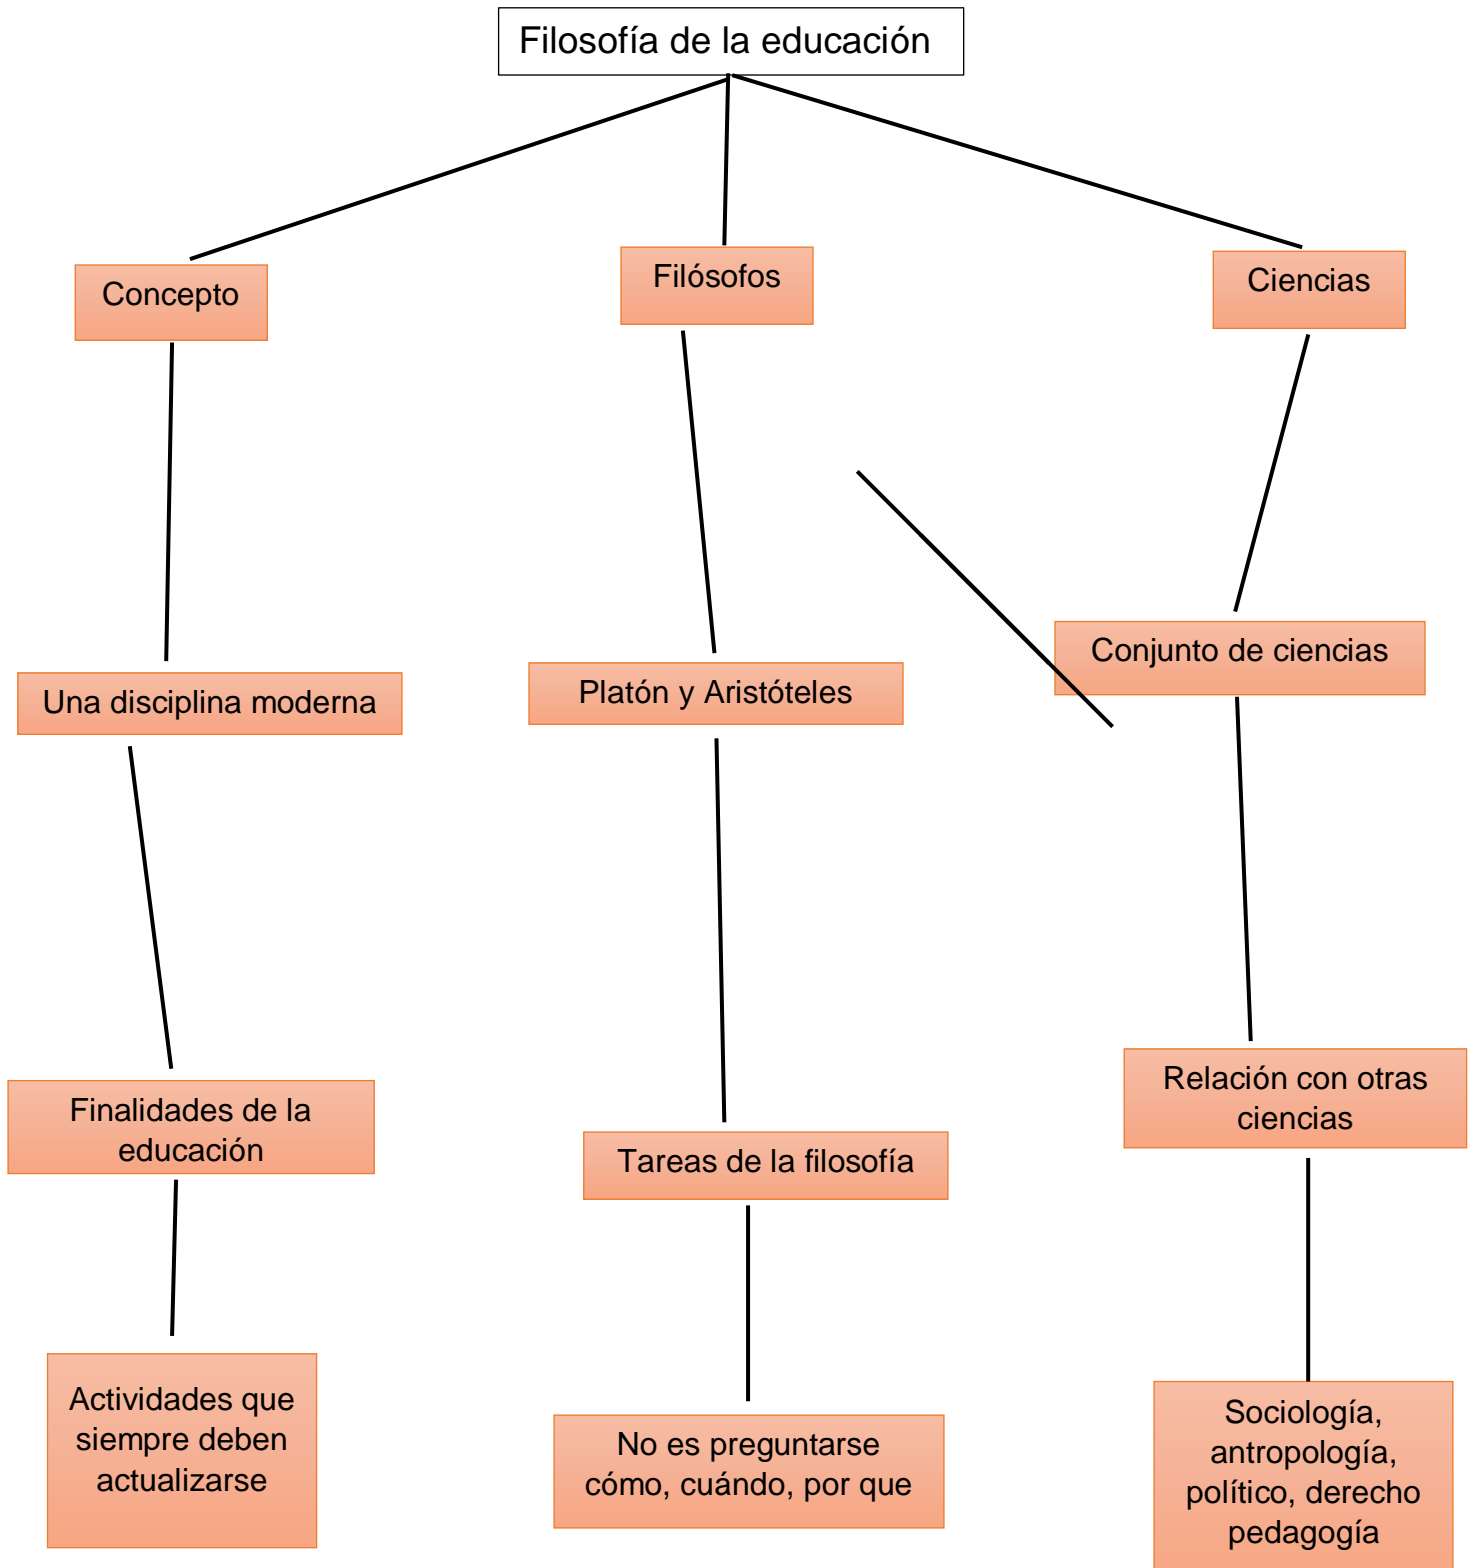 Filosofía de la educación
Concepto
Filósofos
Ciencias
Una disciplina moderna
Platón y Aristóteles
Conjunto de ciencias
Finalidades de la
educación
Tareas de la filosofía
Relación con otras
ciencias
Actividades que
siempre deben
actualizarse
No es preguntarse
cómo, cuándo, por que
Sociología,
antropología,
político, derecho
pedagogía